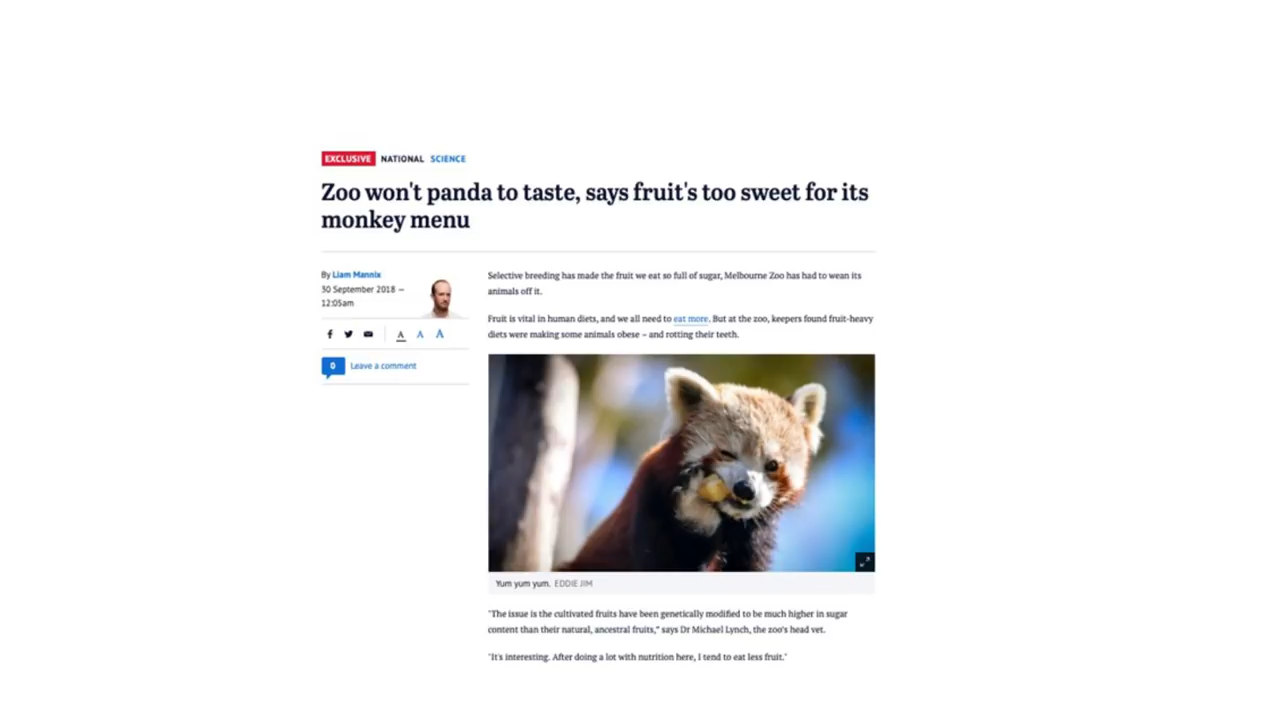 EXCLUSIVE NATIONAL SCIENCE
Zoo won't panda to taste, says fruit's too sweet for its
monkey menu
By Liam Mannix
30 September 2018 –
12:05am
A A A
0 Leave a comment
Selective breeding has made the fruit we eat so full of sugar, Melbourne Zoo has had to wean its
animals off it.
Fruit is vital in human diets, and we all need to eat more. But at the zoo, keepers found fruit-heavy
diets were making some animals obese – and rotting their teeth.
Yum yum yum. EDDIE JIM
"The issue is the cultivated fruits have been genetically modified to be much higher in sugar
content than their natural, ancestral fruits," says Dr Michael Lynch, the zoo's head vet.
"It's interesting. After doing a lot with nutrition here, I tend to eat less fruit."